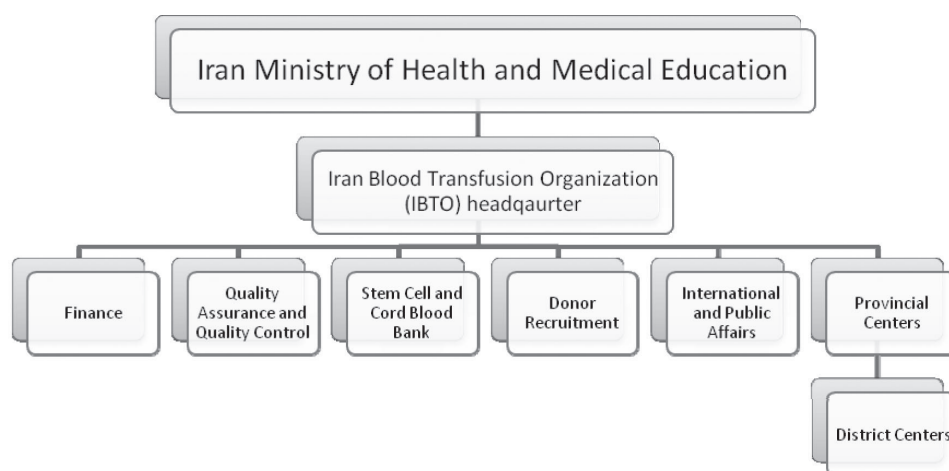 Iran Ministry of Health and Medical Education
Iran Blood Transfusion Organization
(IBTO) headqaurter
Finance
Quality
Assurance and
Quality Control
Stem Cell and
Cord Blood
Bank
Donor
Recruitment
International
and Public
Affairs
Provincial
Centers
District Centers